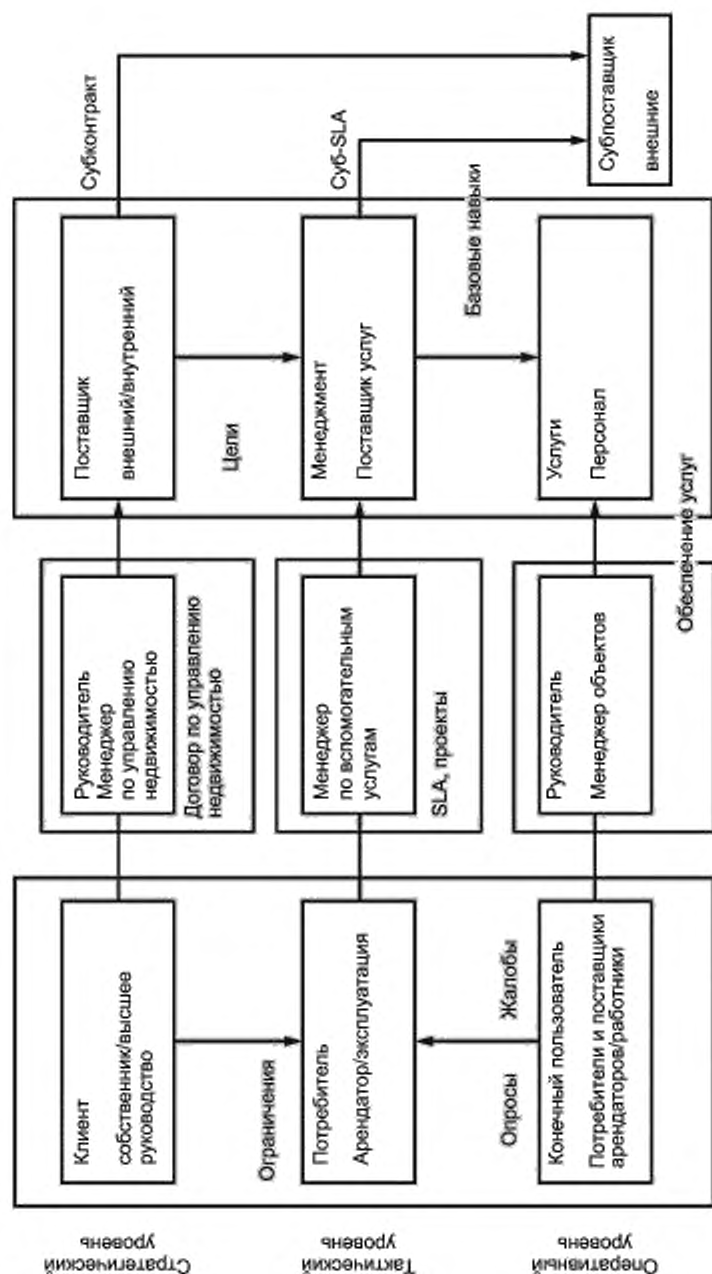 Стратегический
уровень
Клиент
собственник/высшее
руководство
Руководитель
Менеджер
по управлению
недвижимостью
Договор по управлению
недвижимостью
Поставщик
внешний/внутренний
Субконтракт
Ограничения
Цели
Тактический
уровень
Потребитель
Арендатор/эксплуатация
Менеджер
по вспомогательным
услугам
SLA, проекты
Менеджмент
Поставщик услуг
Суб-SLA
Опросы
Жалобы
Базовые навыки
Оперативный
уровень
Конечный пользователь
Потребители и поставщики
арендаторов/работники
Руководитель
Менеджер объектов
Услуги
Персонал
Субпоставщик
внешние
Обеспечение услуг